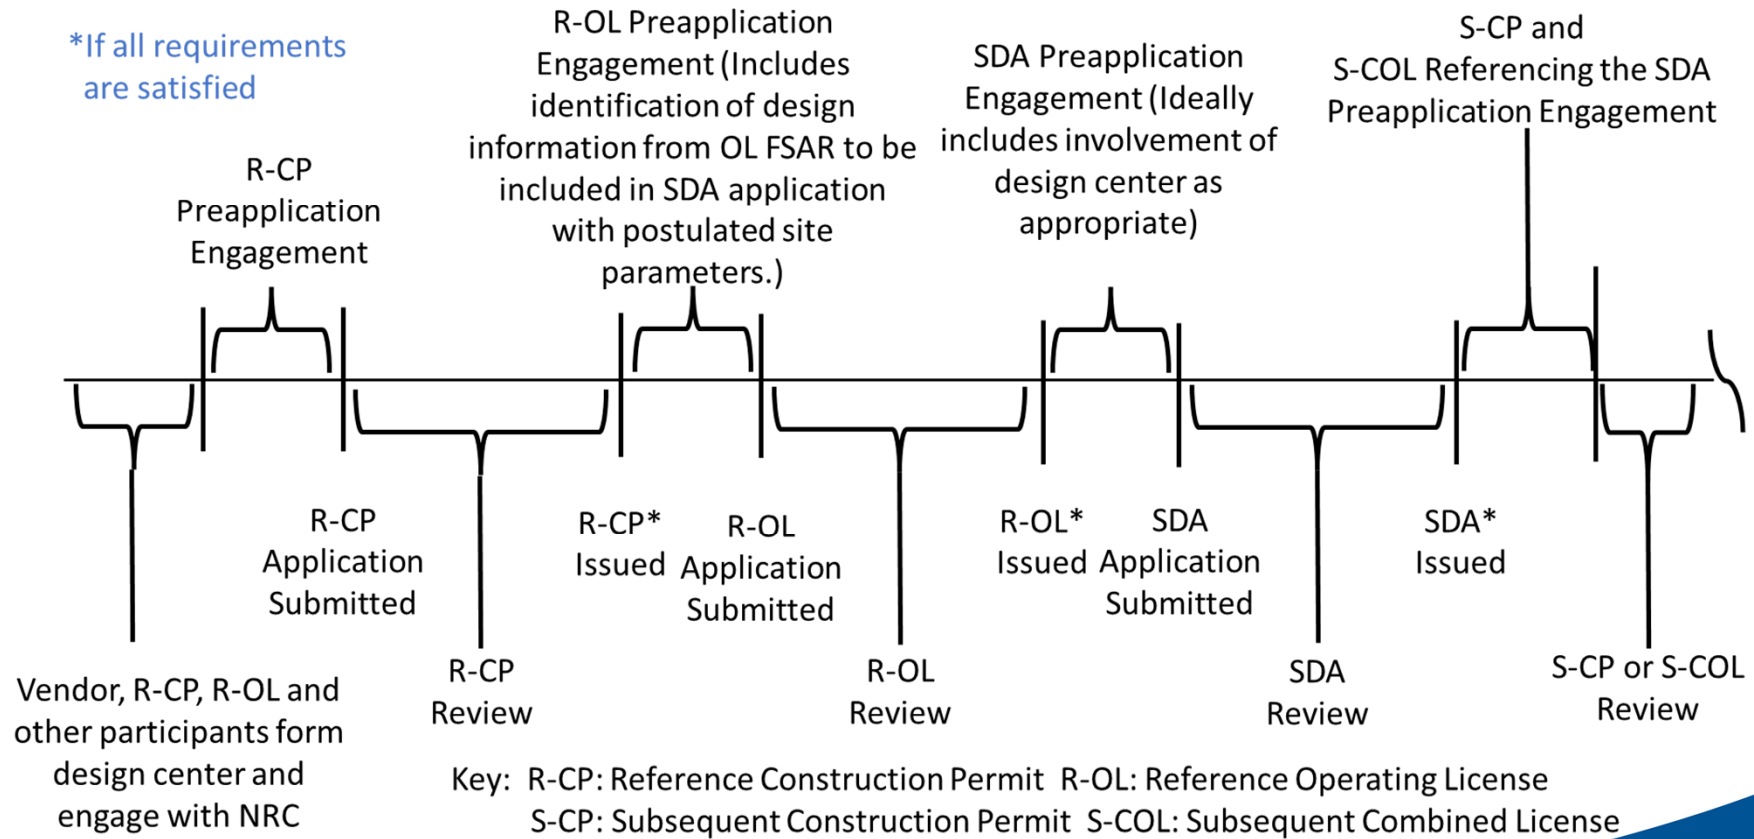 *If all requirements
are satisfied
R-CP
Preapplication
Engagement
R-OL Preapplication
Engagement (Includes
identification of design
information from OL FSAR to be
included in SDA application
with postulated site
parameters.)
SDA Preapplication
Engagement (Ideally
includes involvement of
design center as
appropriate)
S-CP and
S-COL Referencing the SDA
Preapplication Engagement
R-CP
Application
Submitted
R-CP*
Issued
R-OL
Application
Submitted
R-OL*
Issued
SDA
Application
Submitted
SDA*
Issued
Vendor, R-CP, R-OL and
other participants form
design center and
engage with NRC
R-CP
Review
R-OL
Review
SDA
Review
S-CP or S-COL
Review
Key: R-CP: Reference Construction Permit R-OL: Reference Operating License
S-CP: Subsequent Construction Permit S-COL: Subsequent Combined License